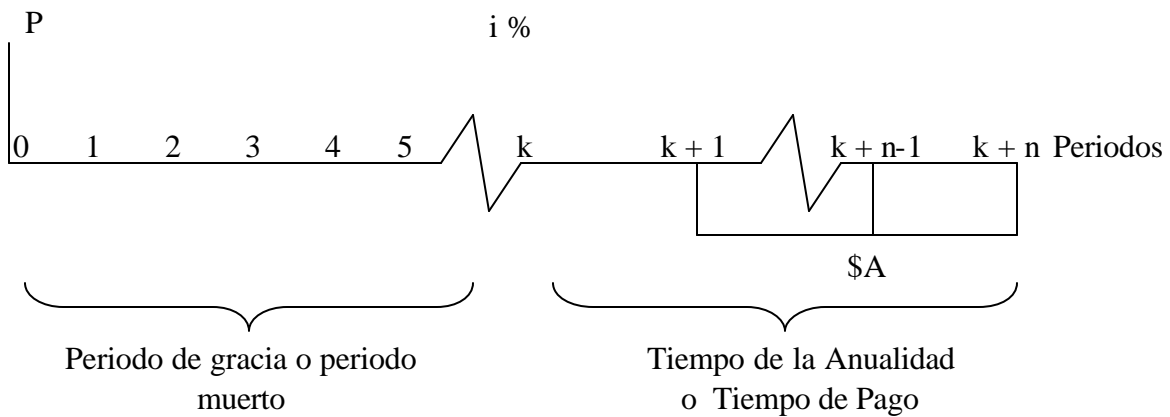 P
i %
0 1 2 3 4 5 k k + 1 k + n-1 k + n Periodos
$A
Periodo de gracia o periodo
muerto
Tiempo de la Anualidad
o Tiempo de Pago